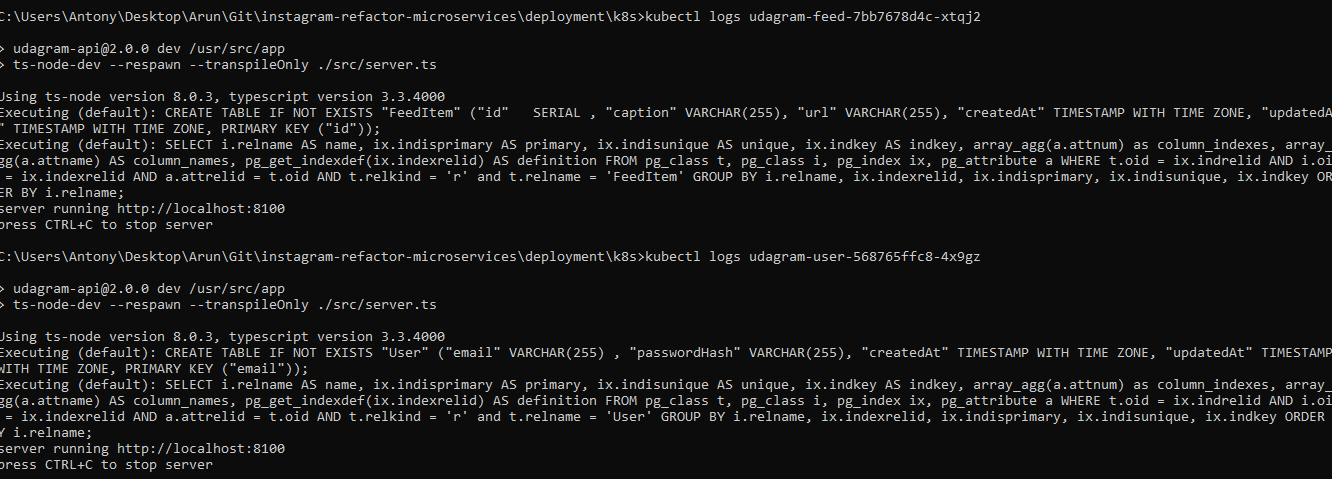 C:\Users\Antony\Desktop\Arun\Git\instagram-refactor-microservices\deployment\k8s>kubectl logs udagram-feed-7bb7678d4c-xtqj2
> udagram-api@2.0.0 dev /usr/src/app
> ts-node-dev --respawn --transpileOnly ./src/server.ts
Using ts-node version 8.0.3, typescript version 3.3.4000
Executing (default): CREATE TABLE IF NOT EXISTS "FeedItem" ("id"   SERIAL , "caption" VARCHAR(255), "url" VARCHAR(255), "createdAt" TIMESTAMP WITH TIME ZONE, "updatedA
" TIMESTAMP WITH TIME ZONE, PRIMARY KEY ("id"));
Executing (default): SELECT i.relname AS name, ix.indisprimary AS primary, ix.indisunique AS unique, ix.indkey AS indkey, array_agg(a.attnum) as column_indexes, array_
gg(a.attname) AS column_names, pg_get_indexdef(ix.indexrelid) AS definition FROM pg_class t, pg_class i, pg_index ix, pg_attribute a WHERE t.oid = ix.indrelid AND i.oi
= ix.indexrelid AND a.attrelid = t.oid AND t.relkind = 'r' and t.relname = 'FeedItem' GROUP BY i.relname, ix.indexrelid, ix.indisprimary, ix.indisunique, ix.indkey OR
ER BY i.relname;
server running http://localhost:8100
press CTRL+C to stop server
C:\Users\Antony\Desktop\Arun\Git\instagram-refactor-microservices\deployment\k8s>kubectl logs udagram-user-568765ffc8-4x9gz
> udagram-api@2.0.0 dev /usr/src/app
> ts-node-dev --respawn --transpileOnly ./src/server.ts
Using ts-node version 8.0.3, typescript version 3.3.4000
Executing (default): CREATE TABLE IF NOT EXISTS "User" ("email" VARCHAR(255) , "passwordHash" VARCHAR(255), "createdAt" TIMESTAMP WITH TIME ZONE, "updatedAt" TIMESTAMP
WITH TIME ZONE, PRIMARY KEY ("email"));
Executing (default): SELECT i.relname AS name, ix.indisprimary AS primary, ix.indisunique AS unique, ix.indkey AS indkey, array_agg(a.attnum) as column_indexes, array_
gg(a.attname) AS column_names, pg_get_indexdef(ix.indexrelid) AS definition FROM pg_class t, pg_class i, pg_index ix, pg_attribute a WHERE t.oid = ix.indrelid AND i.oi
= ix.indexrelid AND a.attrelid = t.oid AND t.relkind = 'r' and t.relname = 'User' GROUP BY i.relname, ix.indexrelid, ix.indisprimary, ix.indisunique, ix.indkey ORDER
Y i.relname;
server running http://localhost:8100
press CTRL+C to stop server